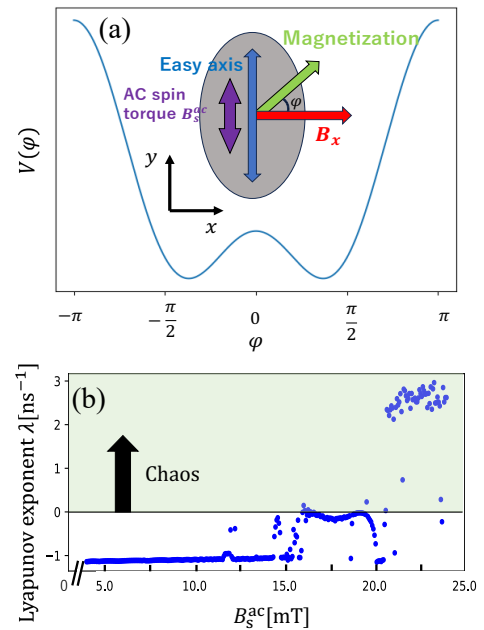 (a)
Magnetization
Easy axis
AC spin
torque B_s^ac
φ
B_x
y
x
V(φ)
−π
−π/2
0
π/2
π
φ
(b)
3
2
1
0
−1
Chaos
Lyapunov exponent λ[ns⁻¹]
0 5.0 10.0 15.0 20.0 25.0
B_s^ac[mT]